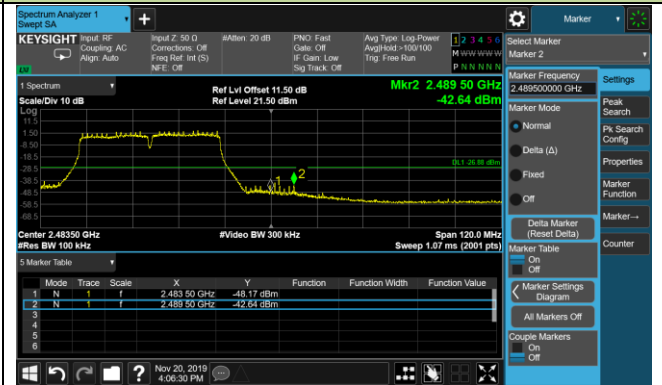 Spectrum Analyzer 1
Swept SA
Marker
KEYSIGHT
Input: RF
Coupling: AC
Align: Auto
Input Z: 50 Ω
Corrections: Off
Freq Ref: Int (S)
NFE: Off
#Atten: 20 dB
PNO: Fast
Gate: Off
IF Gain: Low
Sig Track: Off
Avg Type: Log-Power
Avg|Hold:>100/100
Trig: Free Run
1 2 3 4 5 6
M W W W W W
P N N N N N
Select Marker
Marker 2
1 Spectrum
Scale/Div 10 dB
Log
Ref Lvl Offset 11.50 dB
Ref Level 21.50 dBm
Mkr2 2.489 50 GHz
-42.64 dBm
11.5
1.50
-8.50
-18.5
-28.5
-38.5
-48.5
-58.5
-68.5
DL1 -26.88 dBm
1
2
Center 2.48350 GHz
#Res BW 100 kHz
#Video BW 300 kHz
Span 120.0 MHz
Sweep 1.07 ms (2001 pts)
5 Marker Table
Mode Trace Scale X Y Function Function Width Function Value
1 N 1 f 2.483 50 GHz -48.17 dBm
2 N 1 f 2.489 50 GHz -42.64 dBm
3
4
5
6
Marker Frequency
2.489500000 GHz
Marker Mode
Normal
Delta (Δ)
Fixed
Off
Delta Marker
(Reset Delta)
Marker Table
On
Off
Marker Settings
Diagram
All Markers Off
Couple Markers
On
Off
Settings
Peak
Search
Pk Search
Config
Properties
Marker
Function
Marker→
Counter
?
Nov 20, 2019
4:06:30 PM